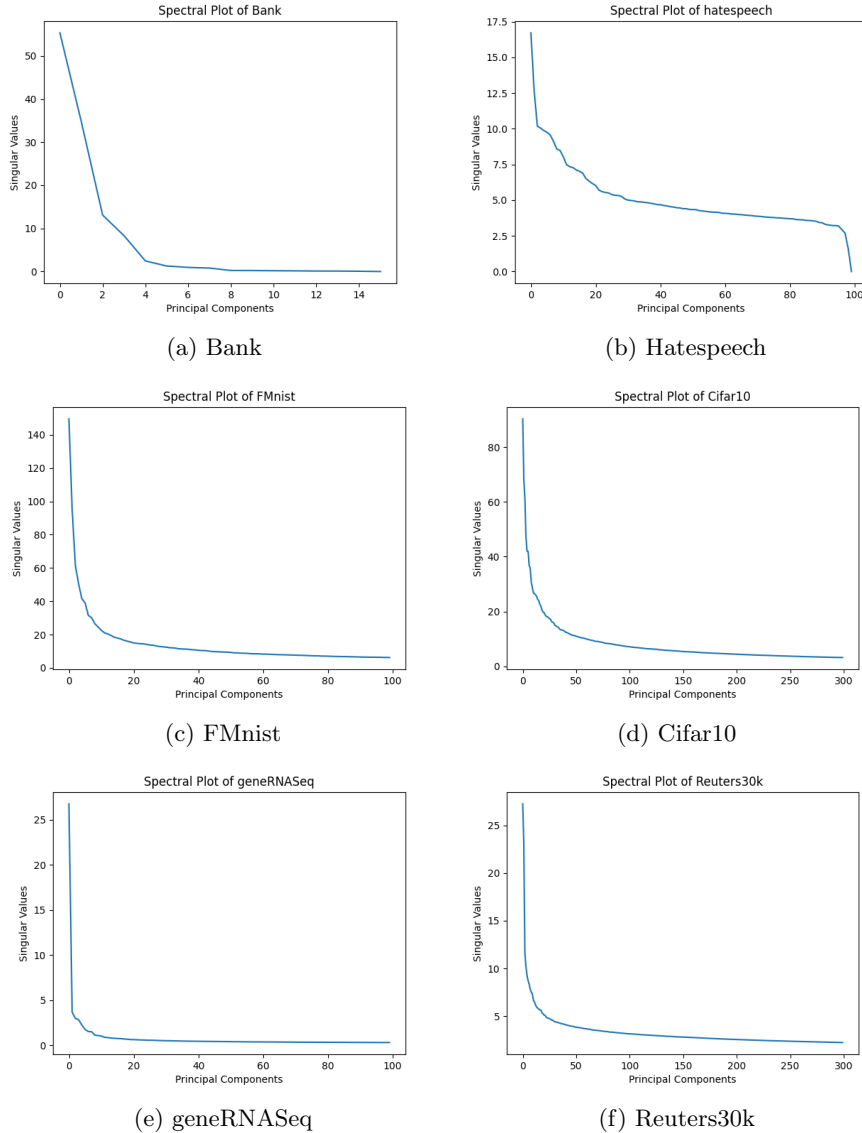 Spectral Plot of Bank
Singular Values
50
40
30
20
10
0
0 2 4 6 8 10 12 14
Principal Components
(a) Bank
Spectral Plot of hatespeech
Singular Values
17.5
15.0
12.5
10.0
7.5
5.0
2.5
0.0
0 20 40 60 80 100
Principal Components
(b) Hatespeech
Spectral Plot of FMnist
Singular Values
140
120
100
80
60
40
20
0
0 20 40 60 80 100
Principal Components
(c) FMnist
Spectral Plot of Cifar10
Singular Values
80
60
40
20
0
0 50 100 150 200 250 300
Principal Components
(d) Cifar10
Spectral Plot of geneRNASeq
Singular Values
25
20
15
10
5
0
0 20 40 60 80 100
Principal Components
(e) geneRNASeq
Spectral Plot of Reuters30k
Singular Values
25
20
15
10
5
0 50 100 150 200 250 300
Principal Components
(f) Reuters30k